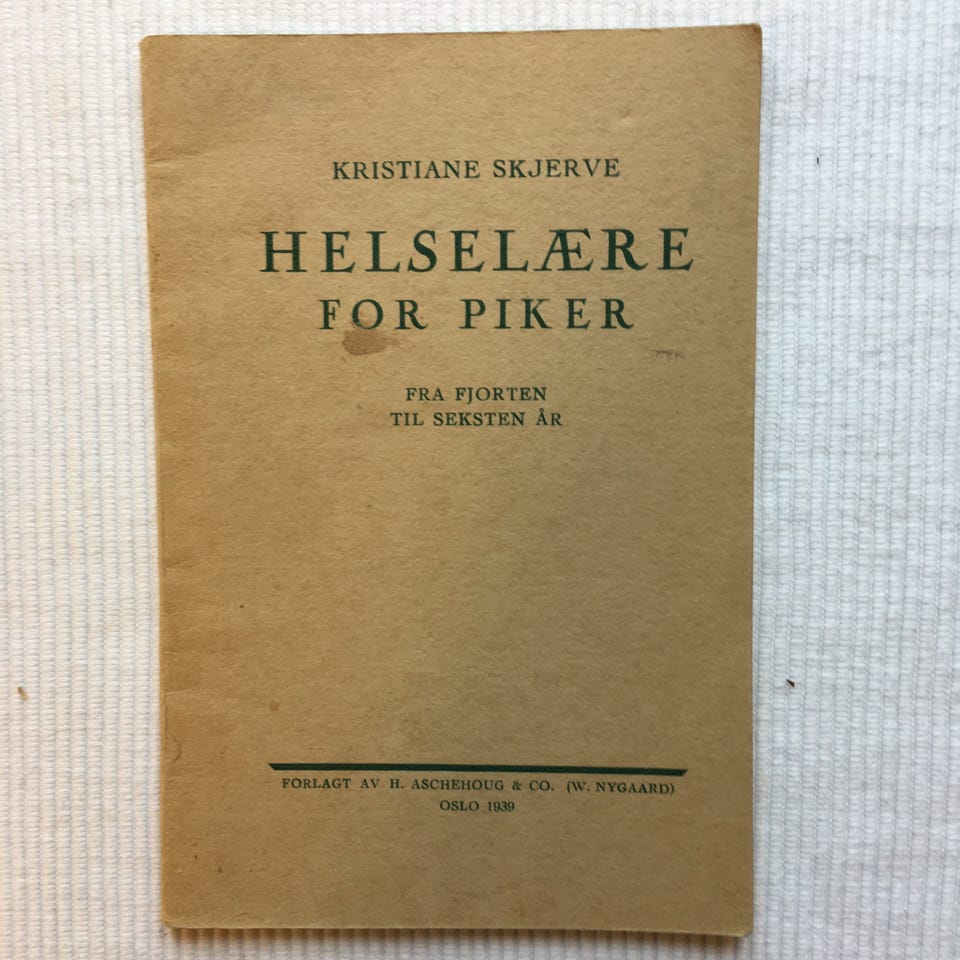 KRISTIANE SKJERVE
HELSELÆRE
FOR PIKER
FRA FJORTEN
TIL SEKSTEN ÅR
FORLAGT AV H. ASCHEHOUG & CO. (W. NYGAARD)
OSLO 1939